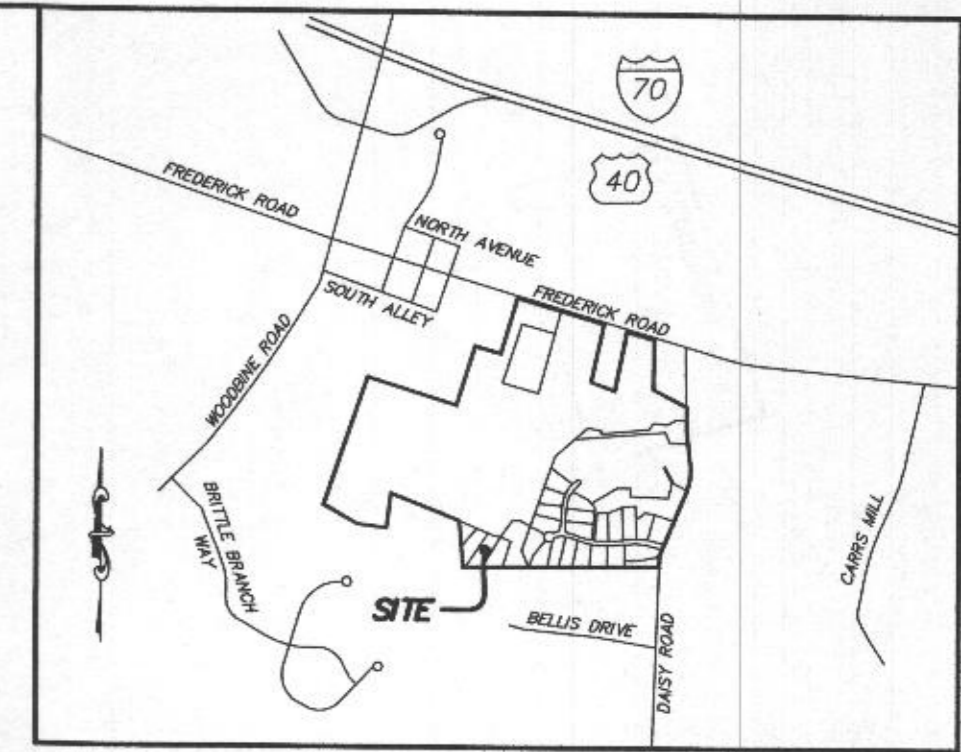 70
40
FREDERICK ROAD
NORTH AVENUE
SOUTH ALLEY
FREDERICK ROAD
WOODBINE ROAD
BRITTLE BRANCH
WAY
SITE
BELLIS DRIVE
DAISY ROAD
CARRS MILL